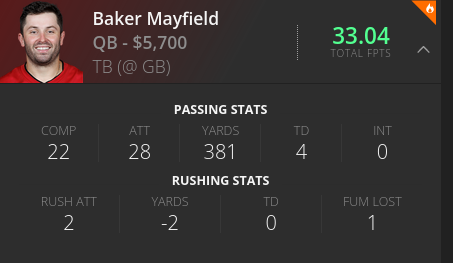 Baker Mayfield
QB - $5,700
TB (@ GB)
33.04
TOTAL FPTS
PASSING STATS
COMP ATT YARDS TD INT
22 28 381 4 0
RUSHING STATS
RUSH ATT YARDS TD FUM LOST
2 -2 0 1